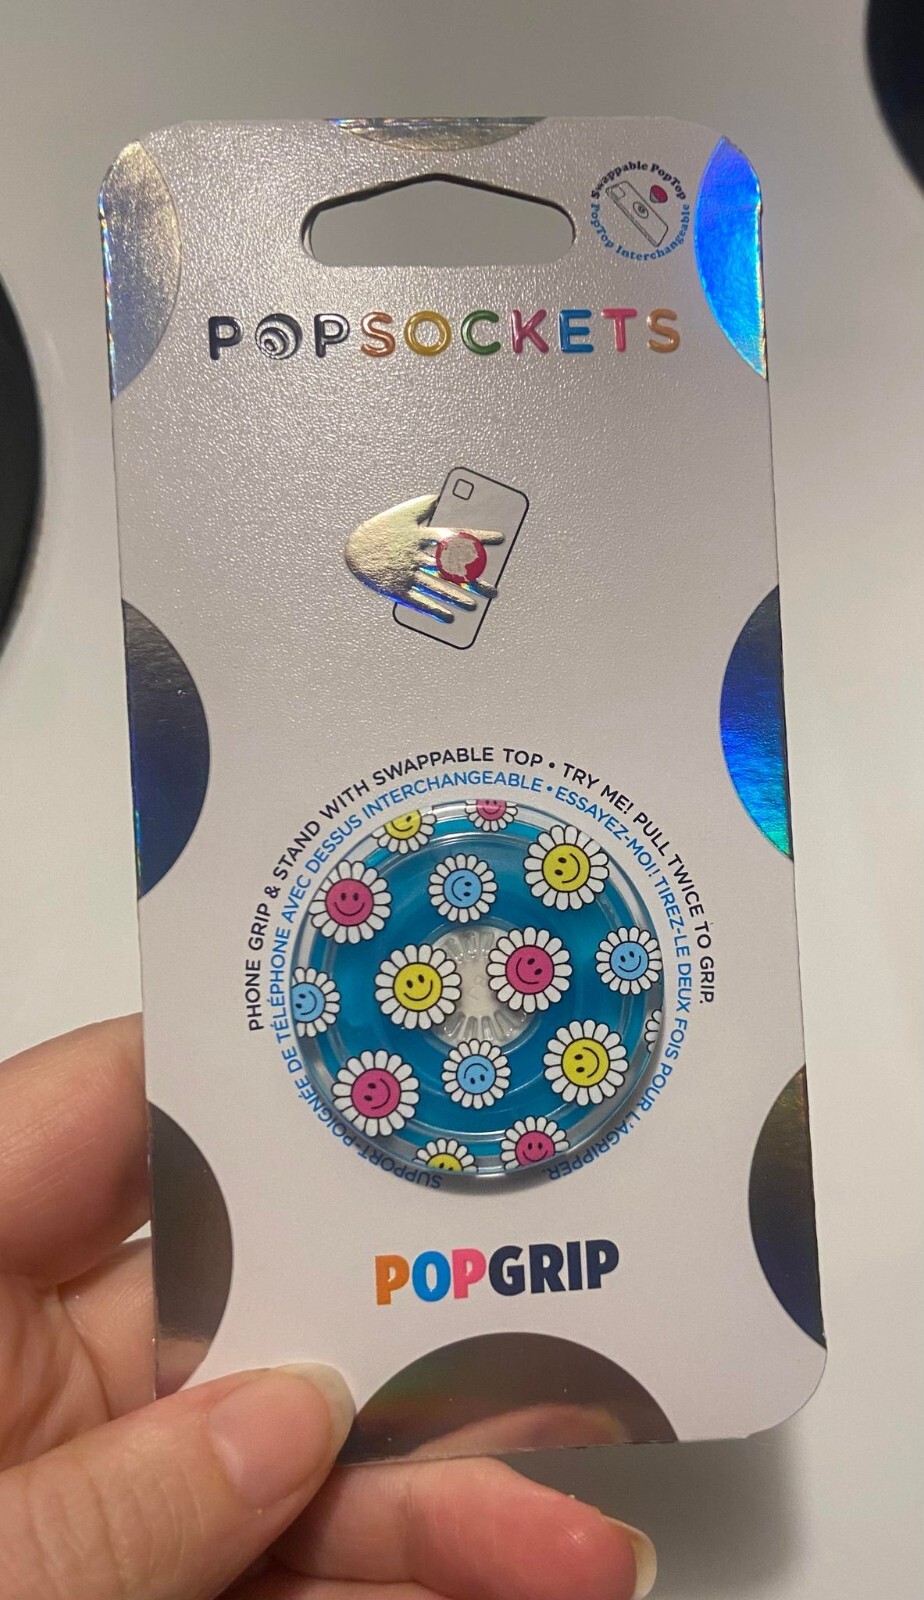 Swappable PopTop
PopTop Interchangeable
POPSOCKETS
PHONE GRIP & STAND WITH SWAPPABLE TOP • TRY ME! PULL TWICE TO GRIP.
SUPPORT-POIGNÉE DE TÉLÉPHONE AVEC DESSUS INTERCHANGEABLE • ESSAYEZ-MOI! TIREZ-LE DEUX FOIS POUR L'AGRIPPER.
POPGRIP